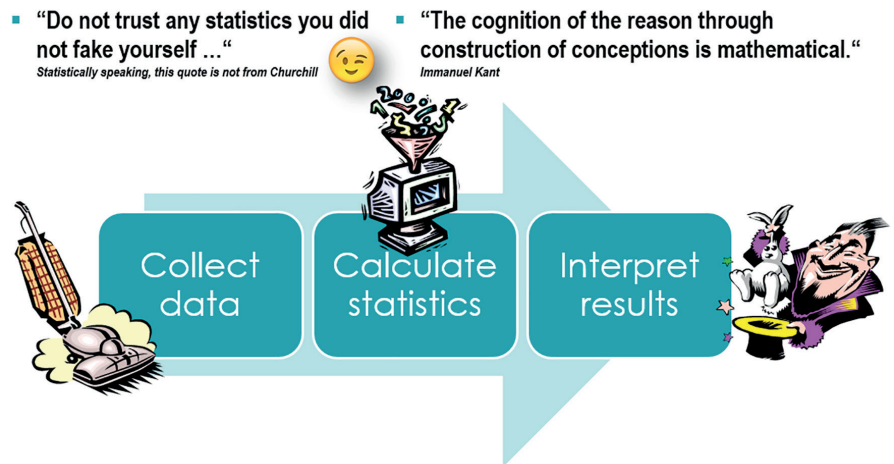 “Do not trust any statistics you did
not fake yourself ...“
Statistically speaking, this quote is not from Churchill
“The cognition of the reason through
construction of conceptions is mathematical.“
Immanuel Kant
Collect
data
Calculate
statistics
Interpret
results